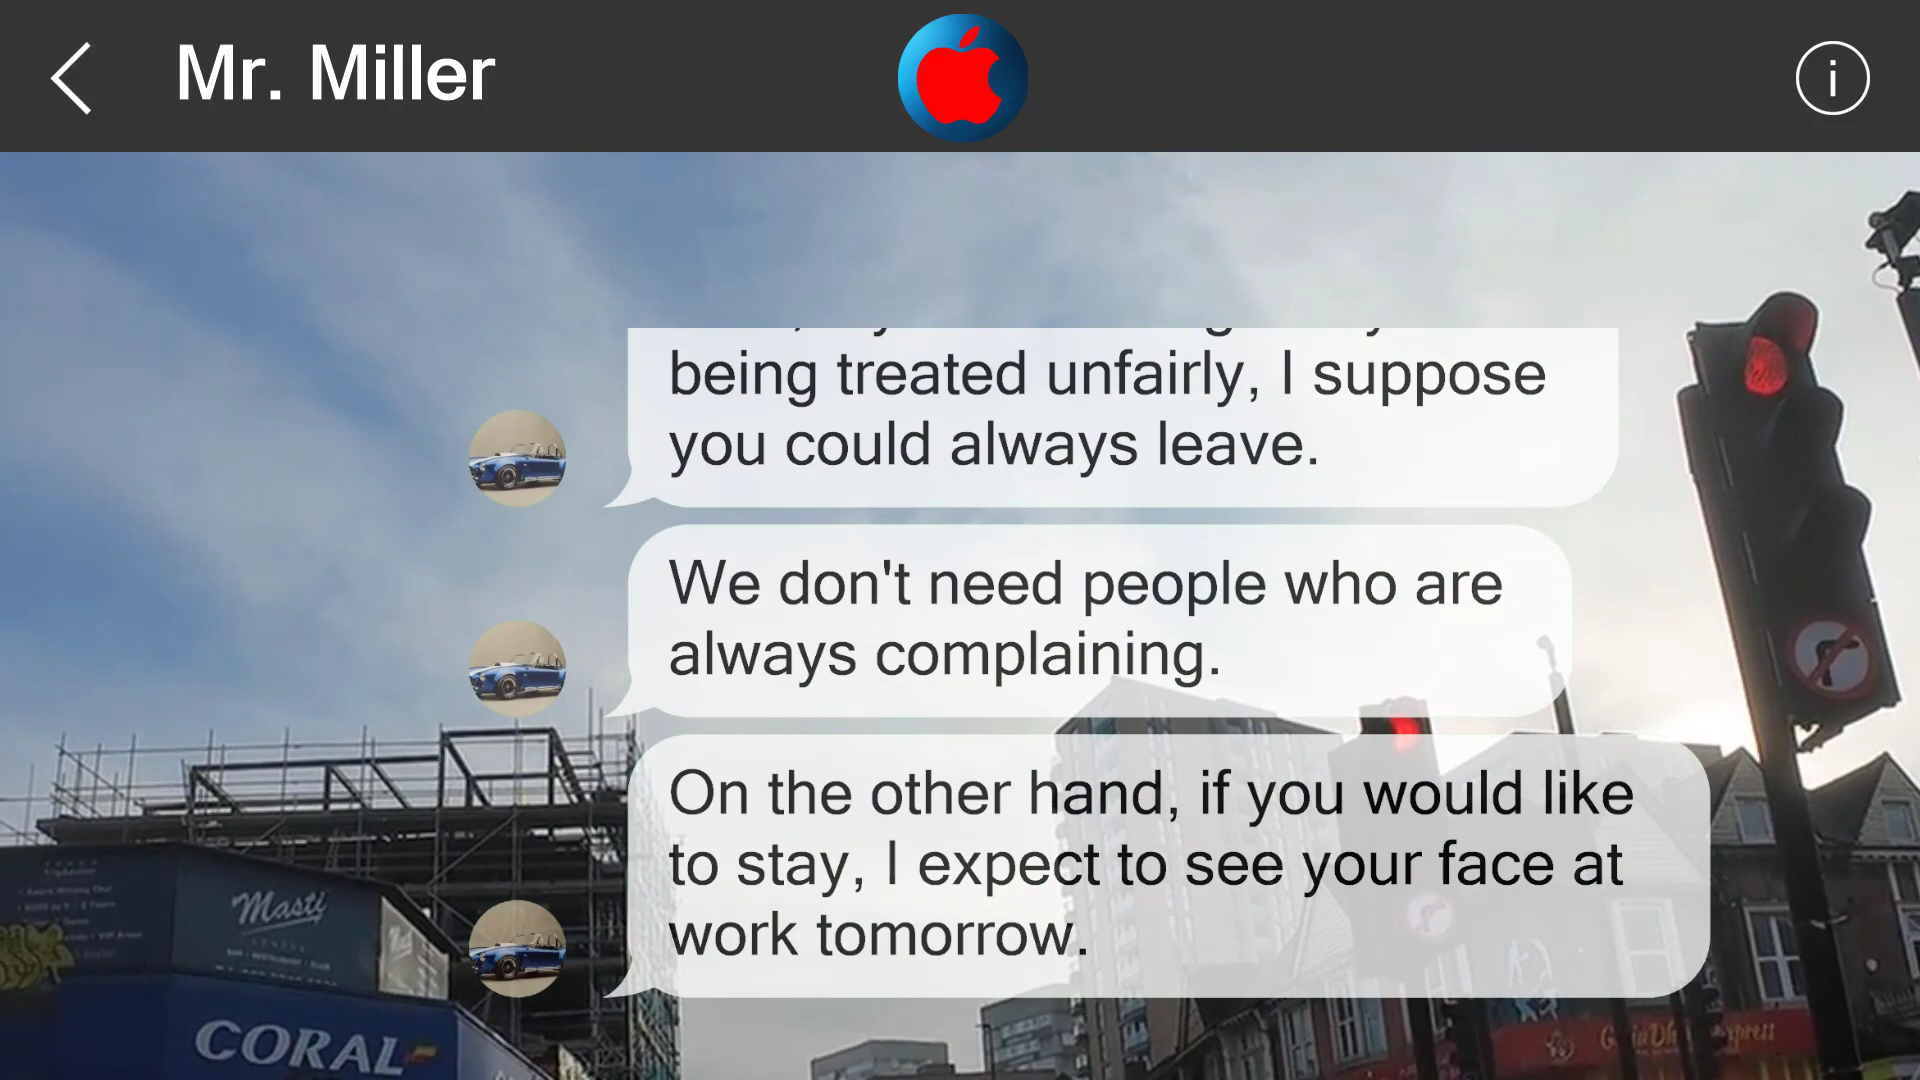 Mr. Miller
i
being treated unfairly, I suppose
you could always leave.
We don't need people who are
always complaining.
On the other hand, if you would like
to stay, I expect to see your face at
work tomorrow.
Masti
CORAL